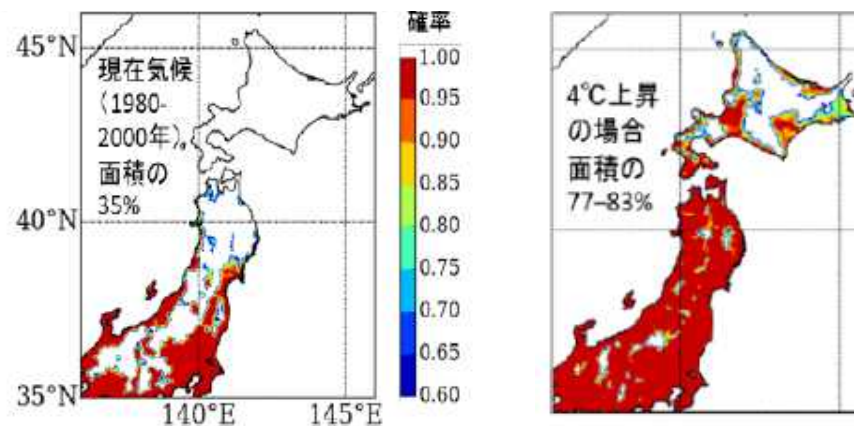 45°N
40°N
35°N
140°E
145°E
現在気候
(1980-
2000年)。
面積の
35%
確率
1.00
0.95
0.90
0.85
0.80
0.75
0.70
0.65
0.60
4℃上昇
の場合
面積の
77–83%